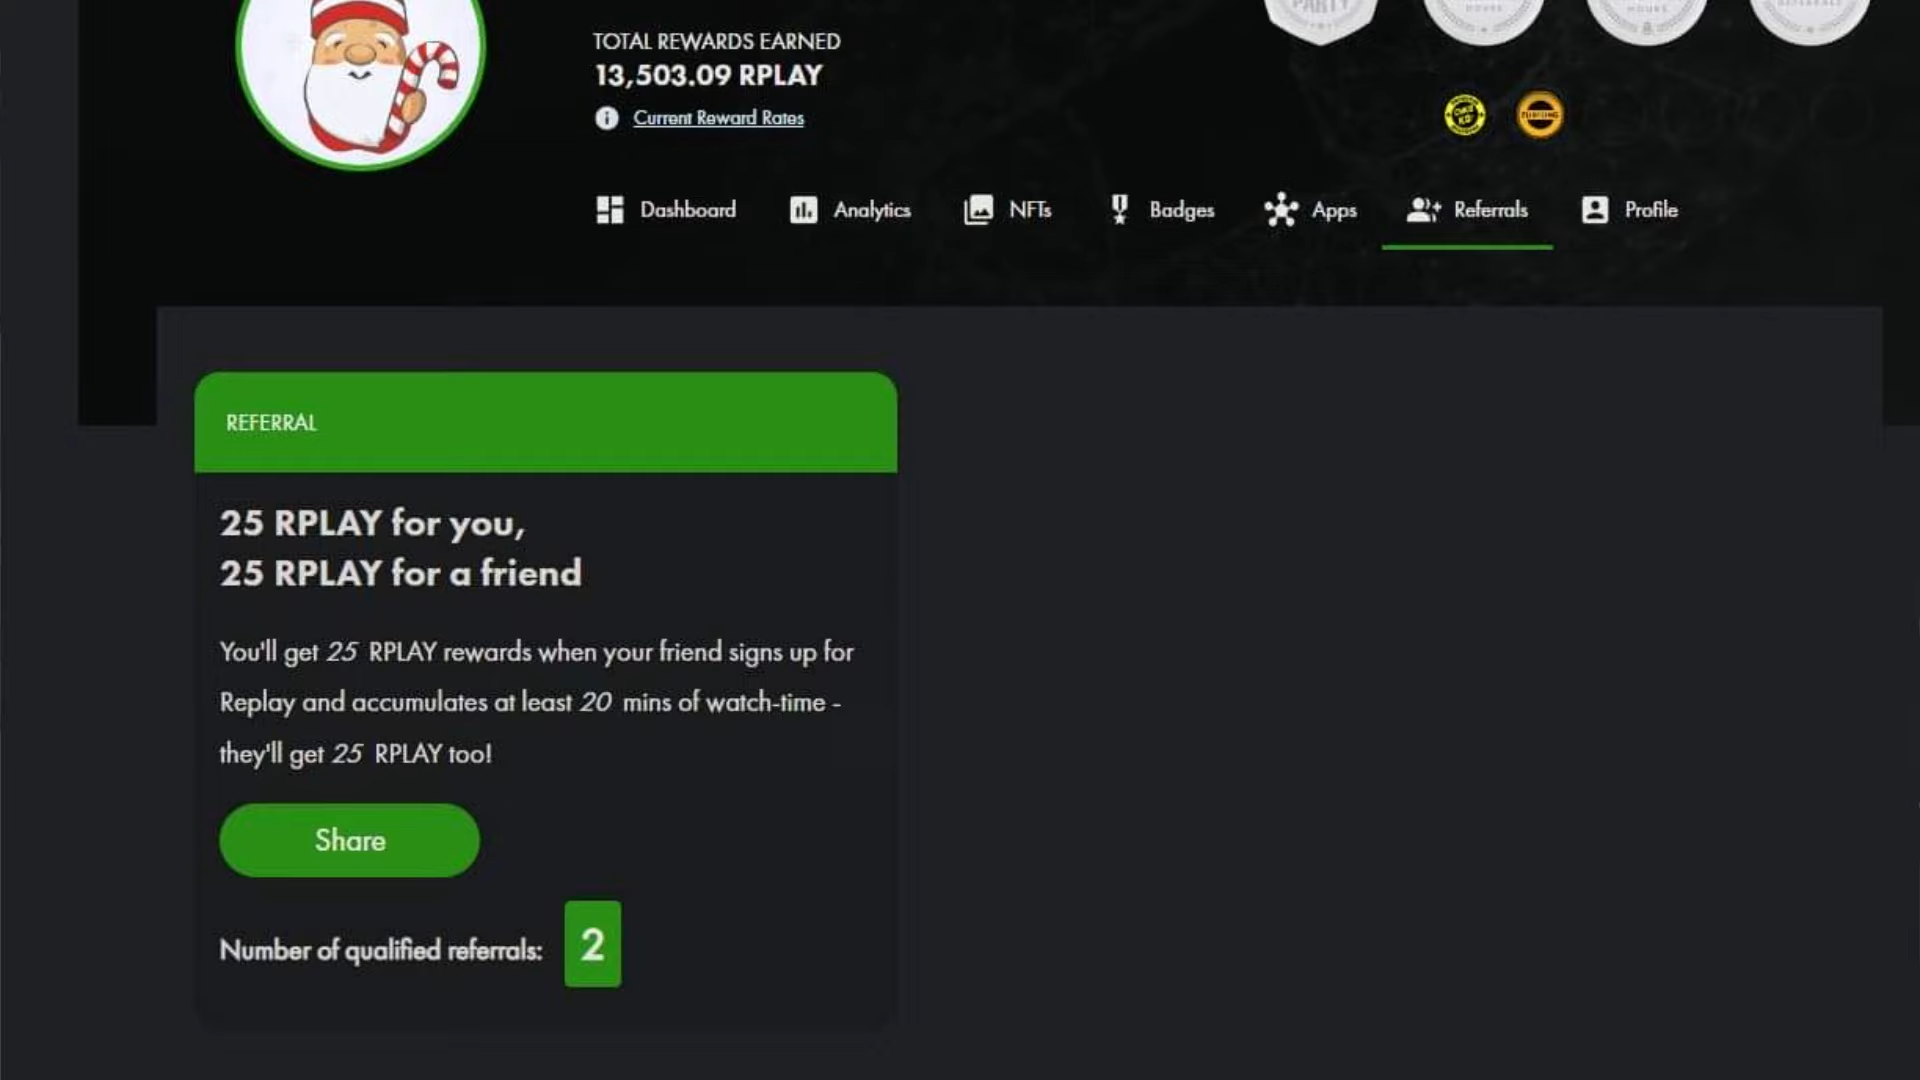 PARTY
HOUSE
HOURS
TOTAL REWARDS EARNED
13,503.09 RPLAY
Current Reward Rates
Dashboard
Analytics
NFTs
Badges
Apps
Referrals
Profile
REFERRAL
25 RPLAY for you,
25 RPLAY for a friend
You'll get 25 RPLAY rewards when your friend signs up for
Replay and accumulates at least 20 mins of watch-time -
they'll get 25 RPLAY too!
Share
Number of qualified referrals: 2